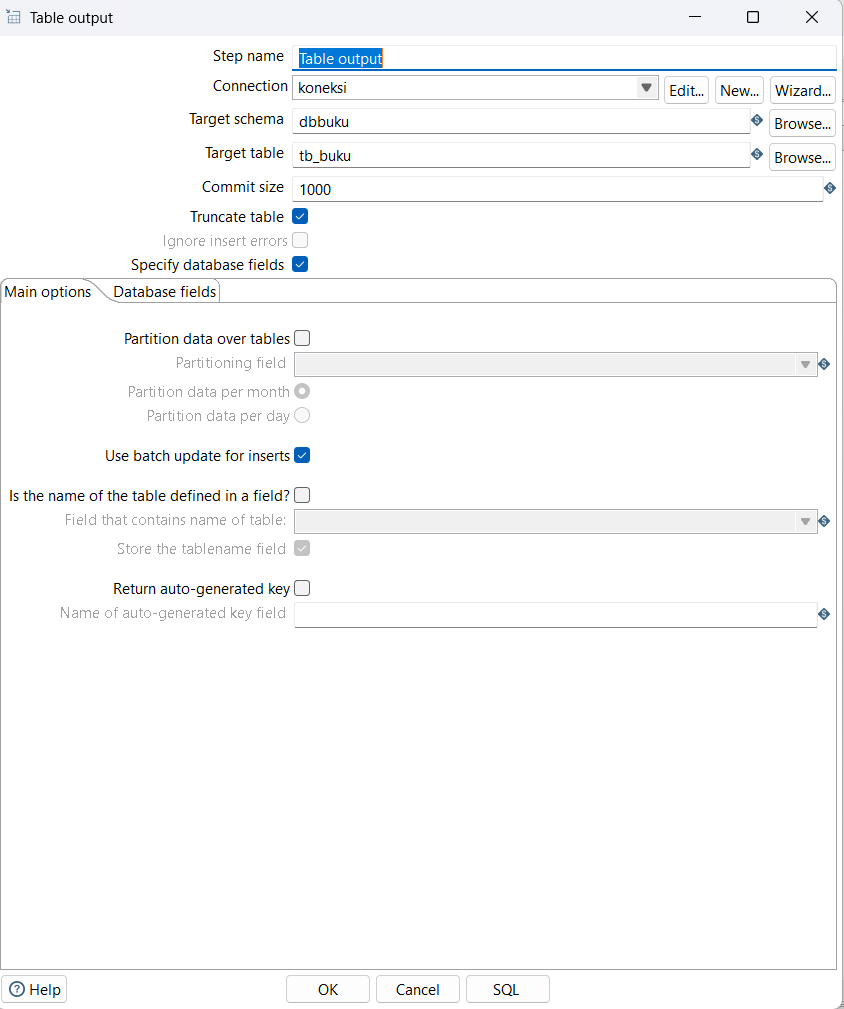 Table output
Step name Table output
Connection koneksi Edit... New... Wizard...
Target schema dbbuku Browse...
Target table tb_buku Browse...
Commit size 1000
Truncate table
Ignore insert errors
Specify database fields
Main options Database fields
Partition data over tables
Partitioning field
Partition data per month
Partition data per day
Use batch update for inserts
Is the name of the table defined in a field?
Field that contains name of table:
Store the tablename field
Return auto-generated key
Name of auto-generated key field
Help OK Cancel SQL